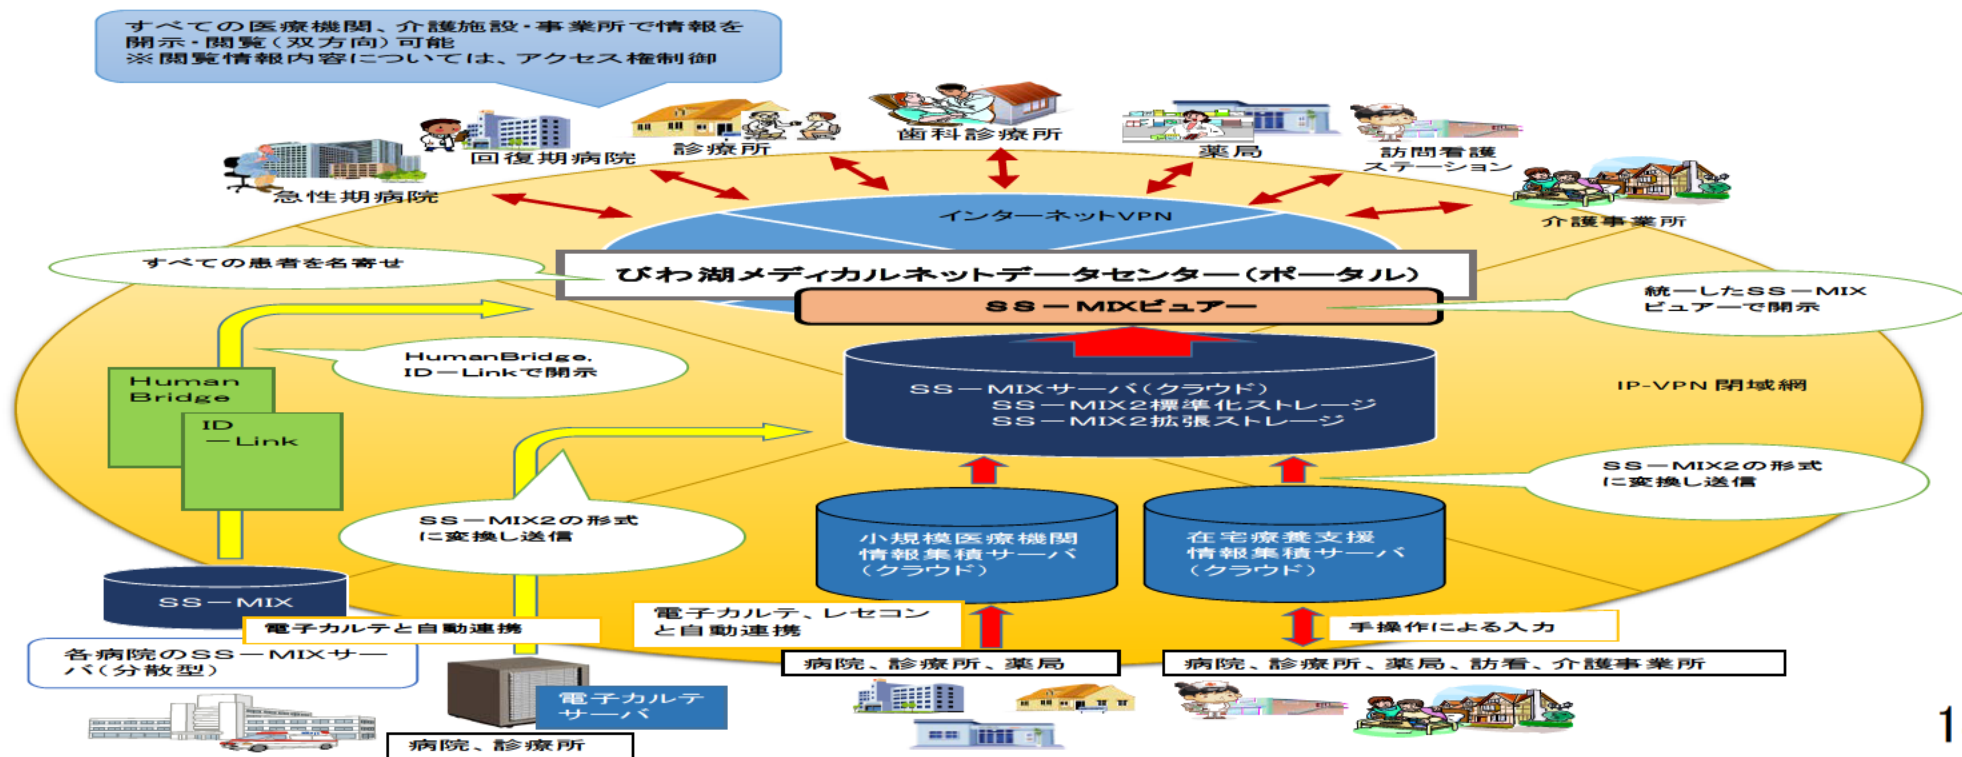 すべての医療機関、介護施設・事業所で情報を
開示・閲覧(双方向)可能
※閲覧情報内容については、アクセス権制御
急性期病院
回復期病院
診療所
歯科診療所
薬局
訪問看護
ステーション
介護事業所
インターネットVPN
すべての患者を名寄せ
びわ湖メディカルネットデータセンター(ポータル)
SS-MIXビュアー
統一したSS-MIX
ビュアーで開示
HumanBridge、
ID-Linkで開示
Human
Bridge
ID
-Link
SS-MIXサーバ(クラウド)
SS-MIX2標準化ストレージ
SS-MIX2拡張ストレージ
IP-VPN 閉域網
SS-MIX2の形式
に変換し送信
SS-MIX2の形式
に変換し送信
小規模医療機関
情報集積サーバ
(クラウド)
在宅療養支援
情報集積サーバ
(クラウド)
SS-MIX
電子カルテと自動連携
電子カルテ、レセコン
と自動連携
手操作による入力
各病院のSS-MIXサー
バ(分散型)
病院、診療所、薬局
病院、診療所、薬局、訪看、介護事業所
電子カルテ
サーバ
病院、診療所
1